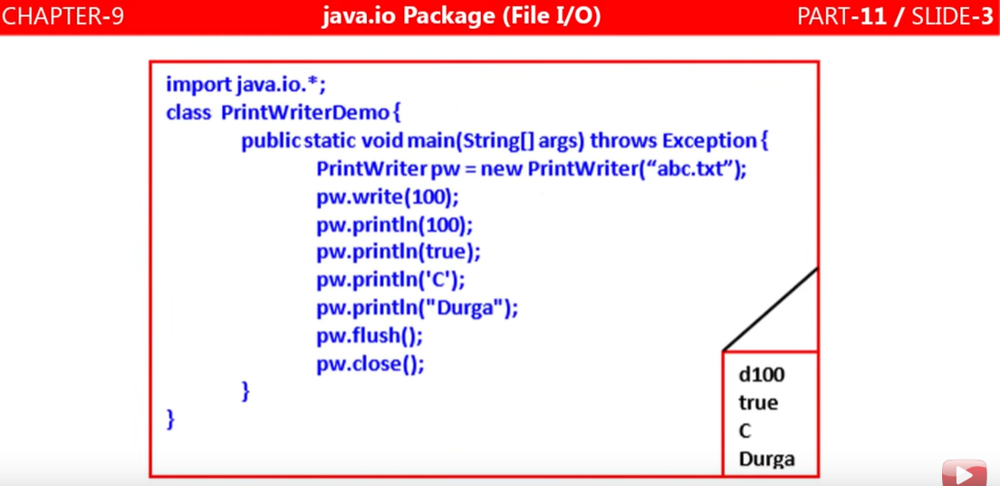 CHAPTER-9 java.io Package (File I/O) PART-11 / SLIDE-3
import java.io.*;
class PrintWriterDemo{
public static void main(String[] args) throws Exception{
PrintWriter pw = new PrintWriter(“abc.txt”);
pw.write(100);
pw.println(100);
pw.println(true);
pw.println('C');
pw.println("Durga");
pw.flush();
pw.close();
}
}
d100
true
C
Durga